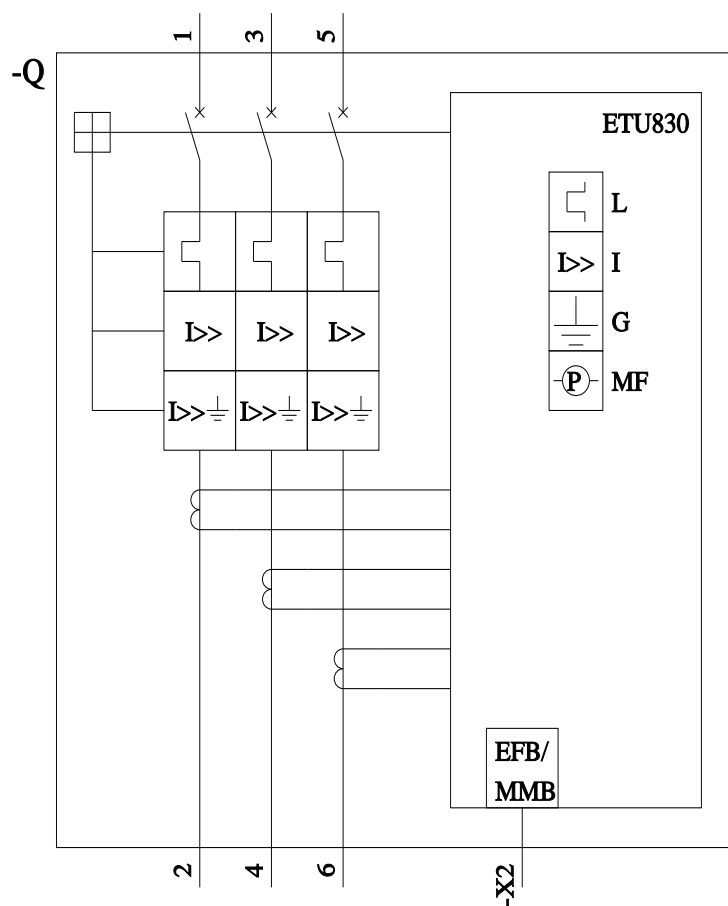 1 3 5
-Q
ETU830
L
I>> I
G
P MF
I>> I>> I>>
I>> I>> I>>
EFB/
MMB
2 4 6 -X2